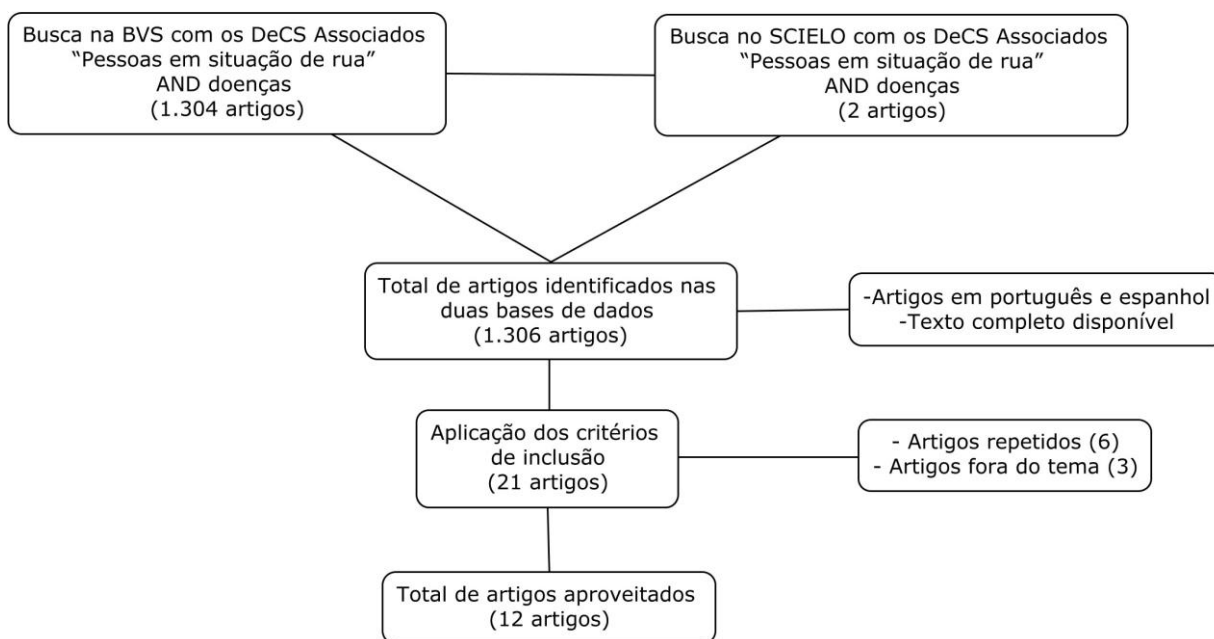 Busca na BVS com os DeCS Associados
“Pessoas em situação de rua”
AND doenças
(1.304 artigos)
Busca no SCIELO com os DeCS Associados
“Pessoas em situação de rua”
AND doenças
(2 artigos)
Total de artigos identificados nas
duas bases de dados
(1.306 artigos)
-Artigos em português e espanhol
-Texto completo disponível
Aplicação dos critérios
de inclusão
(21 artigos)
- Artigos repetidos (6)
- Artigos fora do tema (3)
Total de artigos aproveitados
(12 artigos)